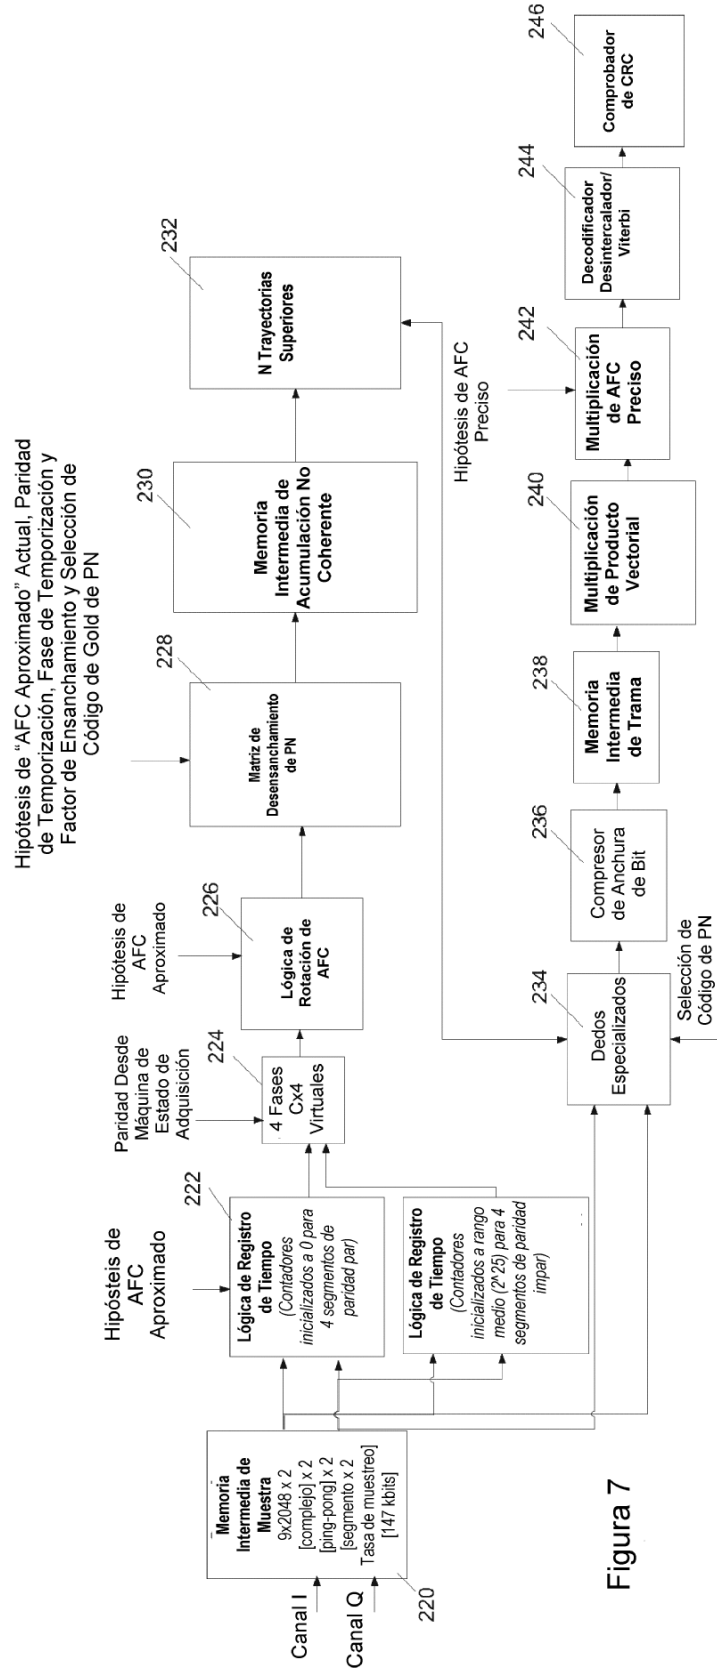 Canal I
Canal Q
220
Memoria
Intermedia de
Muestra
9x2048 x 2
[complejo] x 2
[ping-pong] x 2
[segmento x 2
Tasa de muestreo]
[147 kbits]
Hipósteis de
AFC
Aproximado
222
Lógica de Registro
de Tiempo
(Contadores
inicializados a 0 para
4 segmentos de
paridad par)
Lógica de Registro
de Tiempo
(Contadores
inicializados a rango
medio (2^25) para 4
segmentos de paridad
impar)
Paridad Desde
Máquina de
Estado de
Adquisición
224
4 Fases
Cx4
Virtuales
Hipótesis de
AFC
Aproximado
226
Lógica de
Rotación de
AFC
Hipótesis de “AFC Aproximado” Actual, Paridad
de Temporización, Fase de Temporización y
Factor de Ensanchamiento y Selección de
Código de Gold de PN
228
Matriz de
Desensanchamiento
de PN
230
Memoria
Intermedia de
Acumulación No
Coherente
232
N Trayectorias
Superiores
234
Dedos
Especializados
Selección de
Código de PN
236
Compresor
de Anchura
de Bit
238
Memoria
Intermedia
de Trama
240
Multiplicación
de Producto
Vectorial
Hipótesis de AFC
Preciso
242
Multiplicación
de AFC
Preciso
244
Decodificador
Desintercalador/
Viterbi
246
Comprobador
de CRC
Figura 7